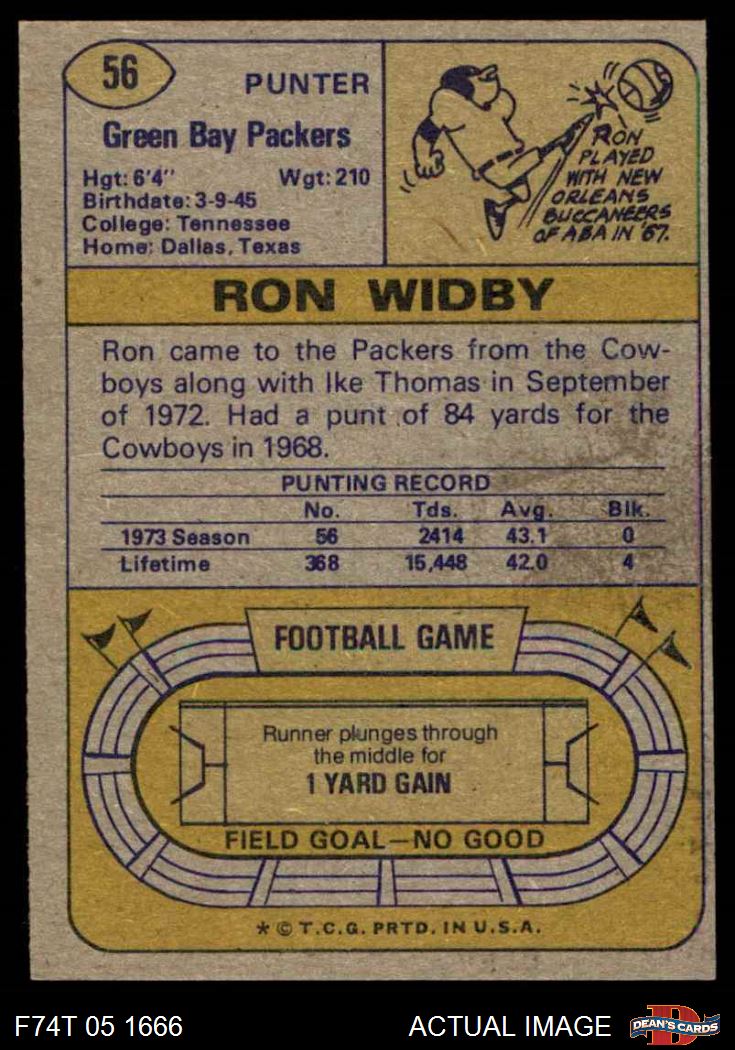 56
PUNTER
Green Bay Packers
Hgt: 6'4" Wgt: 210
Birthdate: 3-9-45
College: Tennessee
Home: Dallas, Texas
RON
PLAYED
WITH NEW
ORLEANS
BUCCANEERS
OF ABA IN '67.
RON WIDBY
Ron came to the Packers from the Cow-
boys along with Ike Thomas in September
of 1972. Had a punt of 84 yards for the
Cowboys in 1968.
PUNTING RECORD
No. Tds. Avg. Blk.
1973 Season 56 2414 43.1 0
Lifetime 368 15,448 42.0 4
FOOTBALL GAME
Runner plunges through
the middle for
1 YARD GAIN
FIELD GOAL—NO GOOD
* © T.C.G. PRTD. IN U.S.A.
F74T 05 1666 ACTUAL IMAGE DEAN'S CARDS